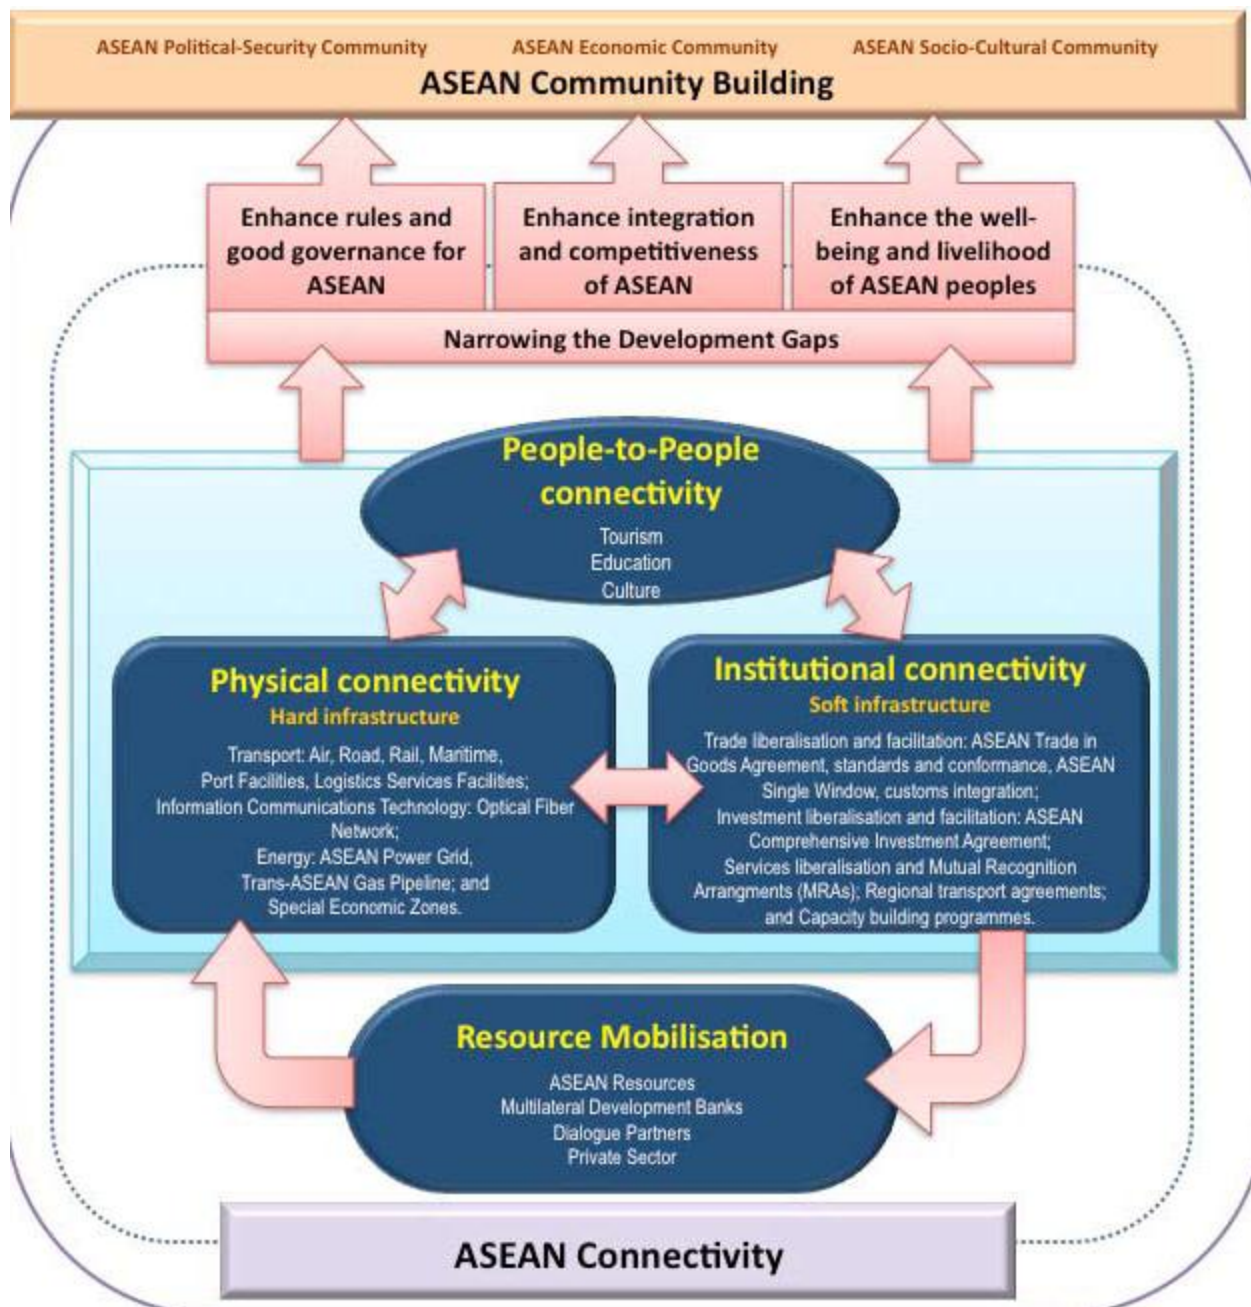 ASEAN Political-Security Community
ASEAN Economic Community
ASEAN Socio-Cultural Community
ASEAN Community Building
Enhance rules and
good governance for
ASEAN
Enhance integration
and competitiveness
of ASEAN
Enhance the well-
being and livelihood
of ASEAN peoples
Narrowing the Development Gaps
People-to-People
connectivity
Tourism
Education
Culture
Physical connectivity
Hard infrastructure
Transport: Air, Road, Rail, Maritime,
Port Facilities, Logistics Services Facilities;
Information Communications Technology: Optical Fiber
Network;
Energy: ASEAN Power Grid,
Trans-ASEAN Gas Pipeline; and
Special Economic Zones.
Institutional connectivity
Soft infrastructure
Trade liberalisation and facilitation: ASEAN Trade in
Goods Agreement, standards and conformance, ASEAN
Single Window, customs integration;
Investment liberalisation and facilitation: ASEAN
Comprehensive Investment Agreement;
Services liberalisation and Mutual Recognition
Arrangments (MRAs); Regional transport agreements;
and Capacity building programmes.
Resource Mobilisation
ASEAN Resources
Multilateral Development Banks
Dialogue Partners
Private Sector
ASEAN Connectivity